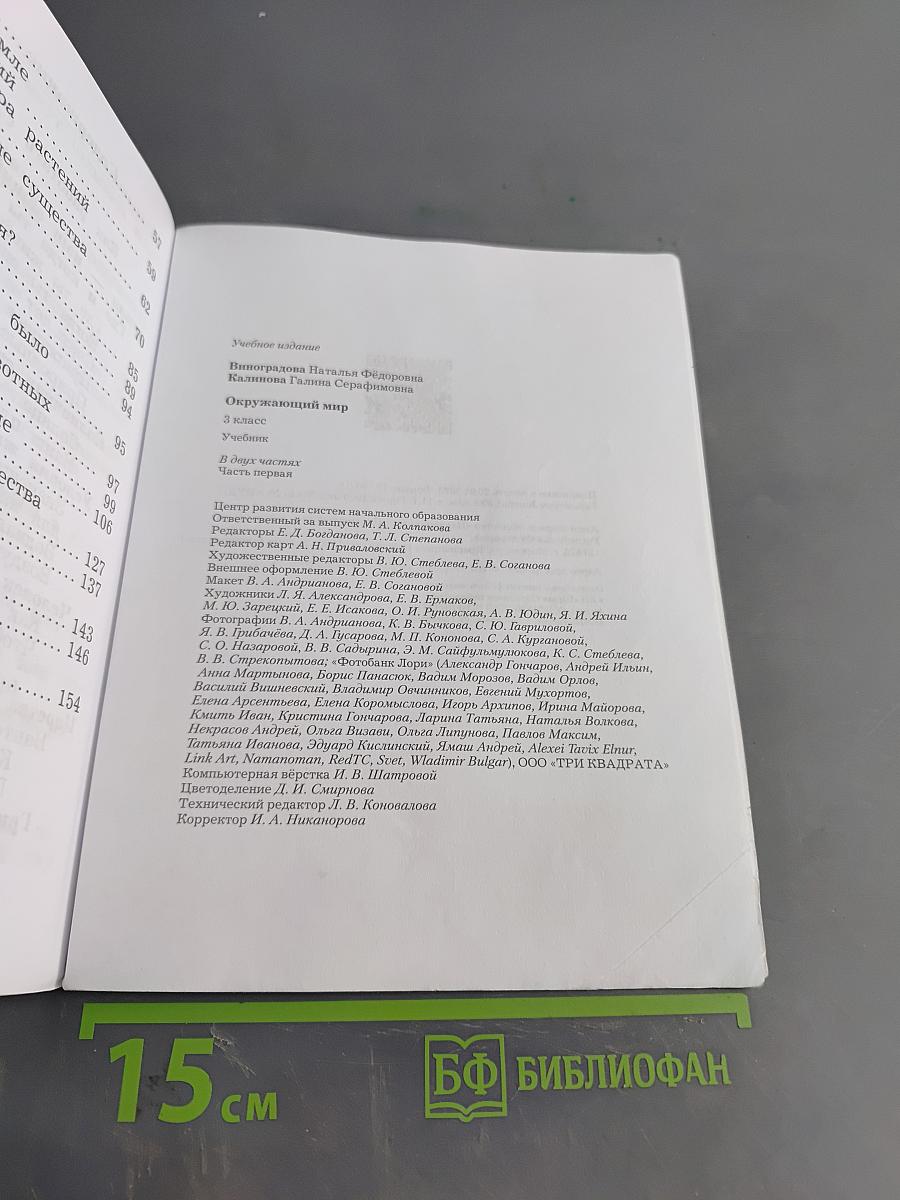 растений
существа
было
57
59
62
70
85
89
94
95
97
99
106
127
137
143
146
154
Учебное издание
Виноградова Наталья Фёдоровна
Калинова Галина Серафимовна
Окружающий мир
3 класс
Учебник
В двух частях
Часть первая
Центр развития систем начального образования
Ответственный за выпуск М. А. Колпакова
Редакторы Е. Д. Богданова, Т. Л. Степанова
Редактор карт А. Н. Приваловский
Художественные редакторы В. Ю. Стеблева, Е. В. Соганова
Внешнее оформление В. Ю. Стеблевой
Макет В. А. Андрианова, Е. В. Согановой
Художники Л. Я. Александрова, Е. В. Ермаков,
М. Ю. Зарецкий, Е. Е. Исакова, О. И. Руновская, А. В. Юдин, Я. И. Яхина
Фотографии В. А. Андрианова, К. В. Бычкова, С. Ю. Гавриловой,
Я. В. Грибачёва, Д. А. Гусарова, М. П. Кононова, С. А. Кургановой,
С. О. Назаровой, В. В. Садырина, Э. М. Сайфульмулюкова, К. С. Стеблева,
В. В. Стрекопытова; «Фотобанк Лори» (Александр Гончаров, Андрей Ильин,
Анна Мартынова, Борис Панасюк, Вадим Морозов, Вадим Орлов,
Василий Вишневский, Владимир Овчинников, Евгений Мухортов,
Елена Арсентьева, Елена Коромыслова, Игорь Архипов, Ирина Майорова,
Кмить Иван, Кристина Гончарова, Ларина Татьяна, Наталья Волкова,
Некрасов Андрей, Ольга Визави, Ольга Липунова, Павлов Максим,
Татьяна Иванова, Эдуард Кислинский, Ямаш Андрей, Alexei Tavix Elnur,
Link Art, Namanoman, RedTC, Svet, Wladimir Bulgar), ООО «ТРИ КВАДРАТА»
Компьютерная вёрстка И. В. Шатровой
Цветоделение Д. И. Смирнова
Технический редактор Л. В. Коновалова
Корректор И. А. Никанорова
15 см
БФ БИБЛИОФАН